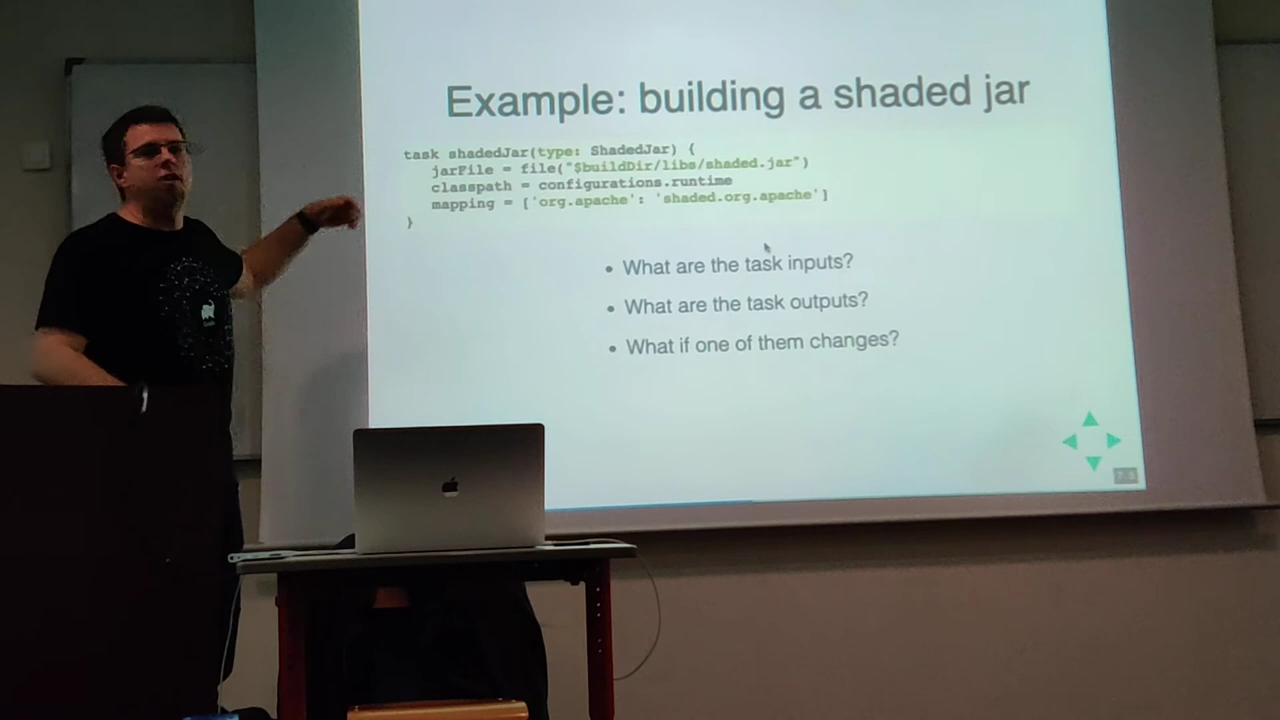 Example: building a shaded jar
task shadedJar(type: ShadedJar) {
jarFile = file("$buildDir/libs/shaded.jar")
classpath = configurations.runtime
mapping = ['org.apache': 'shaded.org.apache']
}
• What are the task inputs?
• What are the task outputs?
• What if one of them changes?